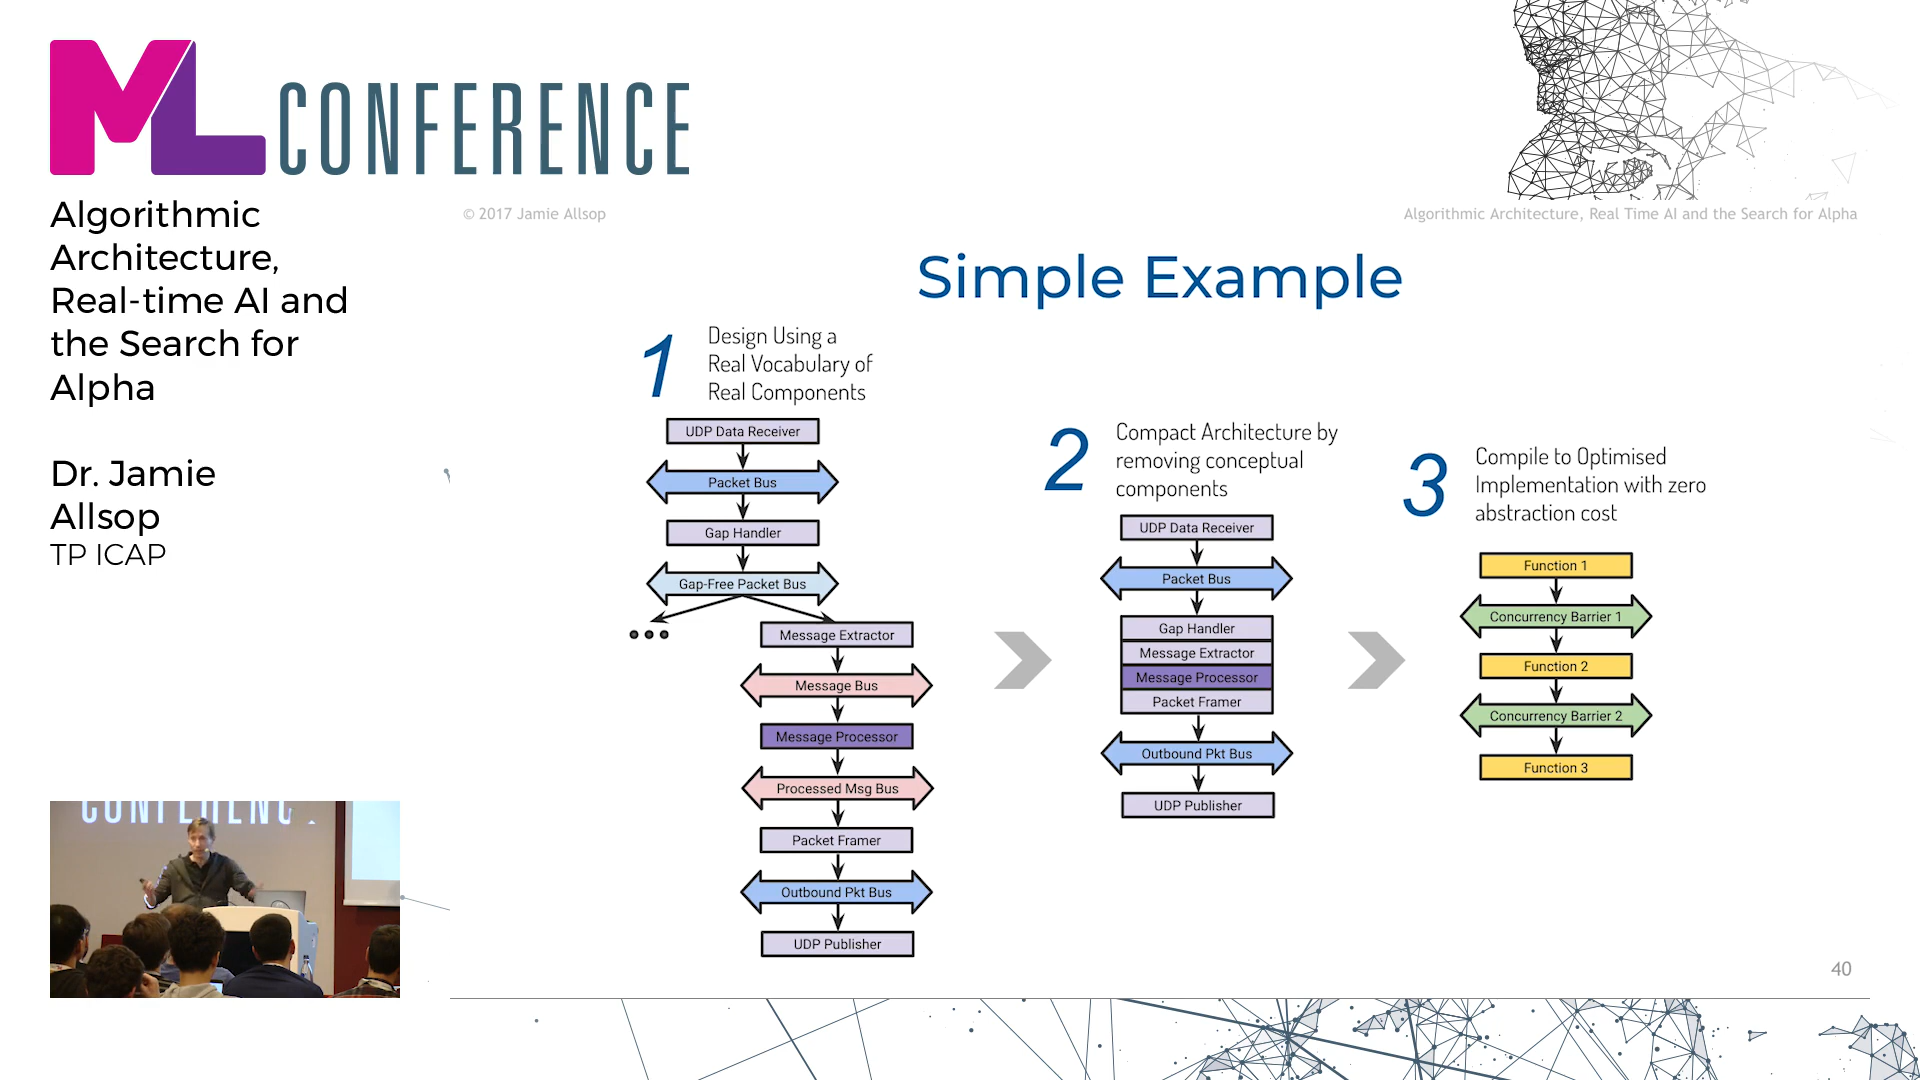 ML CONFERENCE
Algorithmic
Architecture,
Real-time AI and
the Search for
Alpha
Dr. Jamie
Allsop
TP ICAP
© 2017 Jamie Allsop
Algorithmic Architecture, Real Time AI and the Search for Alpha
Simple Example
1
Design Using a
Real Vocabulary of
Real Components
UDP Data Receiver
Packet Bus
Gap Handler
Gap-Free Packet Bus
Message Extractor
Message Bus
Message Processor
Processed Msg Bus
Packet Framer
Outbound Pkt Bus
UDP Publisher
2
Compact Architecture by
removing conceptual
components
UDP Data Receiver
Packet Bus
Gap Handler
Message Extractor
Message Processor
Packet Framer
Outbound Pkt Bus
UDP Publisher
3
Compile to Optimised
Implementation with zero
abstraction cost
Function 1
Concurrency Barrier 1
Function 2
Concurrency Barrier 2
Function 3
40
CONFERENC